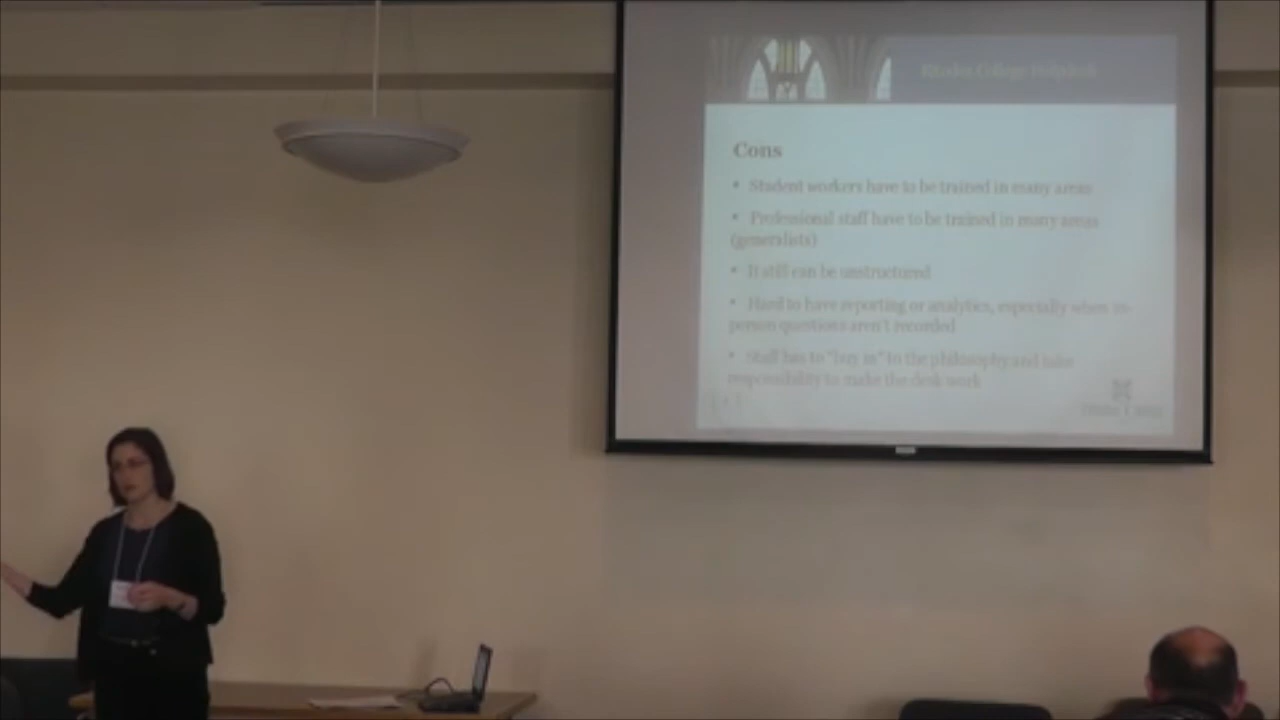 College Helpdesk
Cons
• Student workers have to be trained in many areas
• Professional staff have to be trained in many areas
(generalists)
• It still can be unstructured
• Hard to have reporting or analytics, especially when in-
person questions aren't recorded
• Staff has to "buy in" to the philosophy and take
responsibility to make the desk work